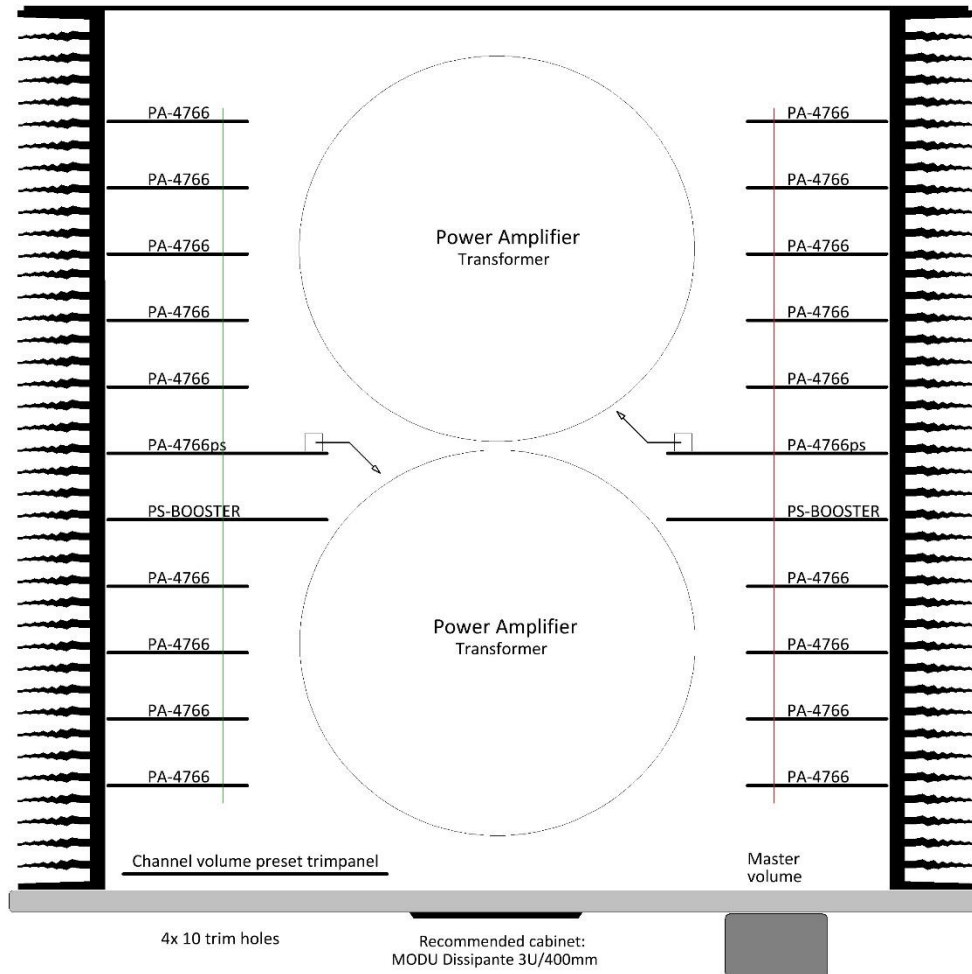 PA-4766 PA-4766
PA-4766 PA-4766
Power Amplifier
Transformer
PA-4766 PA-4766
PA-4766 PA-4766
PA-4766 PA-4766
PA-4766ps PA-4766ps
PS-BOOSTER PS-BOOSTER
PA-4766 PA-4766
Power Amplifier
Transformer
PA-4766 PA-4766
PA-4766 PA-4766
PA-4766 PA-4766
Channel volume preset trimpanel
Master
volume
4x 10 trim holes
Recommended cabinet:
MODU Dissipante 3U/400mm